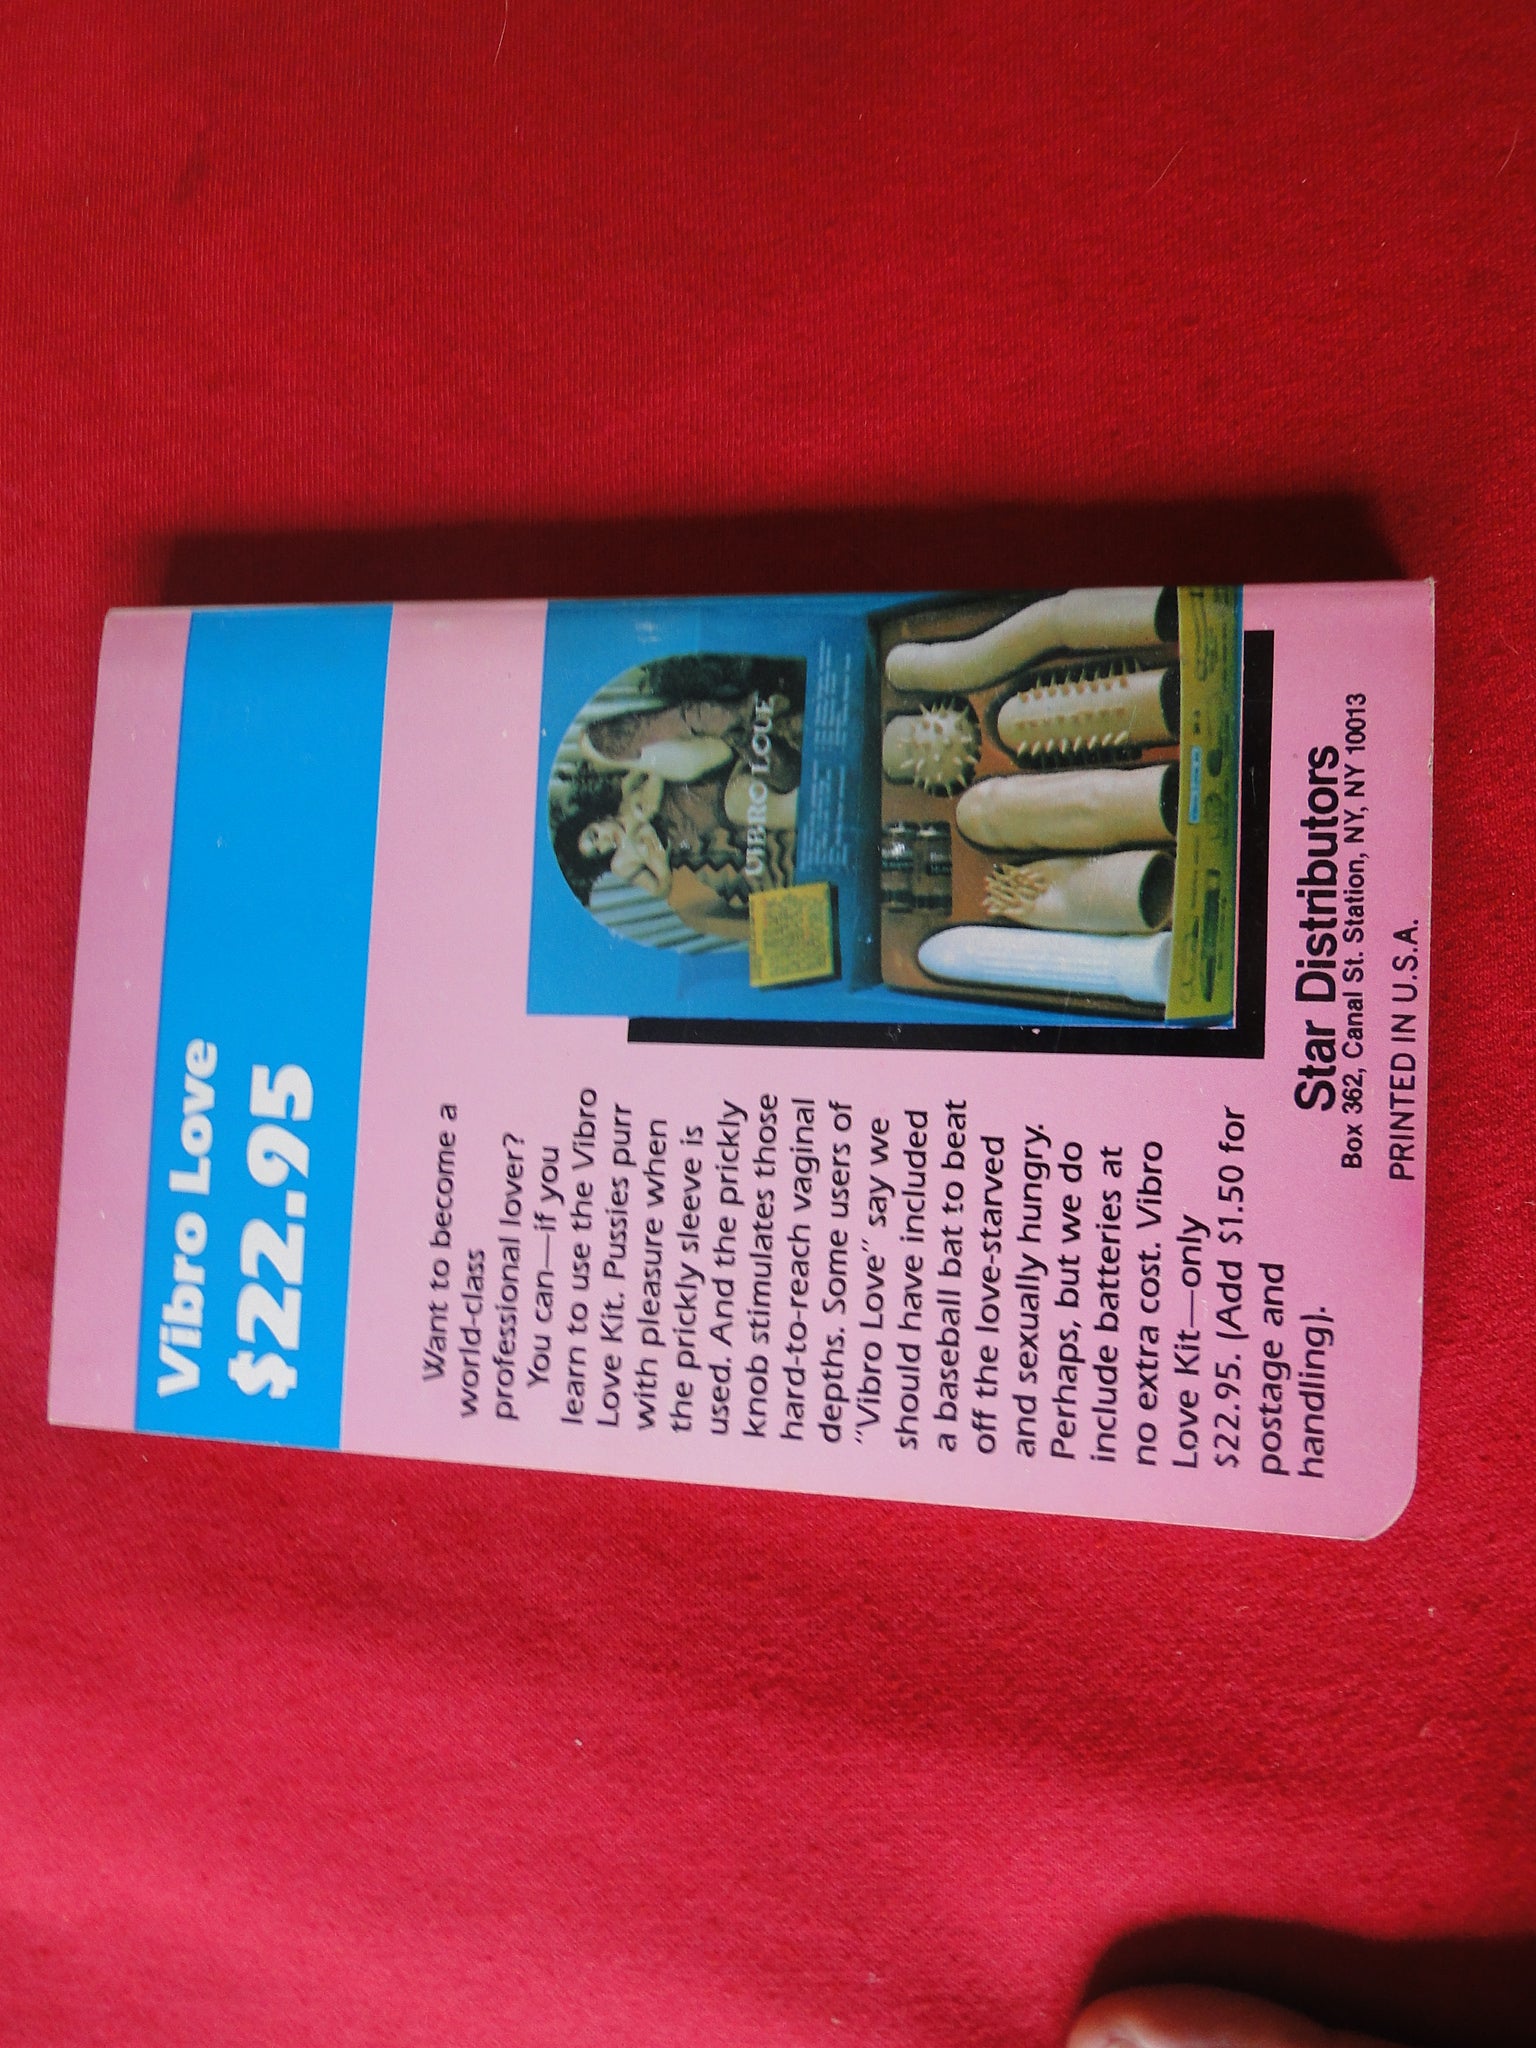 Vibro Love
$22.95
Want to become a
world-class
professional lover?
You can—if you
learn to use the Vibro
Love Kit. Pussies purr
with pleasure when
the prickly sleeve is
used. And the prickly
knob stimulates those
hard-to-reach vaginal
depths. Some users of
“Vibro Love” say we
should have included
a baseball bat to beat
off the love-starved
and sexually hungry.
Perhaps, but we do
include batteries at
no extra cost. Vibro
Love Kit—only
$22.95. (Add $1.50 for
postage and
handling).
VIBRO LOVE
Star Distributors
Box 362, Canal St. Station, NY, NY 10013
PRINTED IN U.S.A.